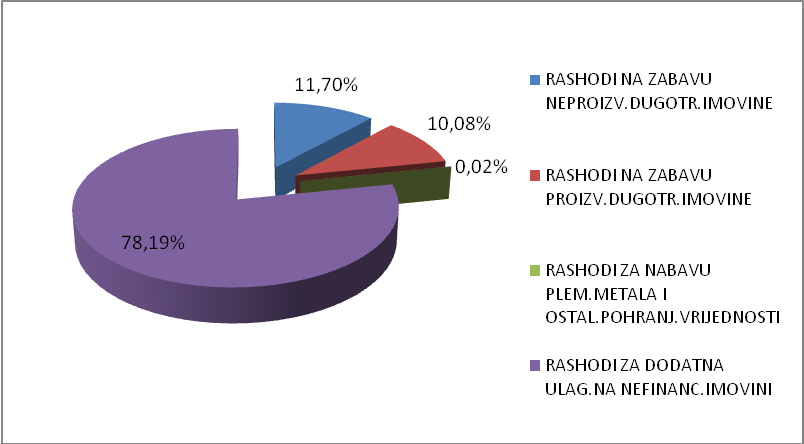 11,70%
10,08%
0,02%
78,19%
RASHODI NA ZABAVU
NEPROIZV.DUGOTR.IMOVINE
RASHODI NA ZABAVU
PROIZV.DUGOTR.IMOVINE
RASHODI ZA NABAVU
PLEM.METALA I
OSTAL.POHRANJ.VRIJEDNOSTI
RASHODI ZA DODATNA
ULAG.NA NEFINANC.IMOVINI